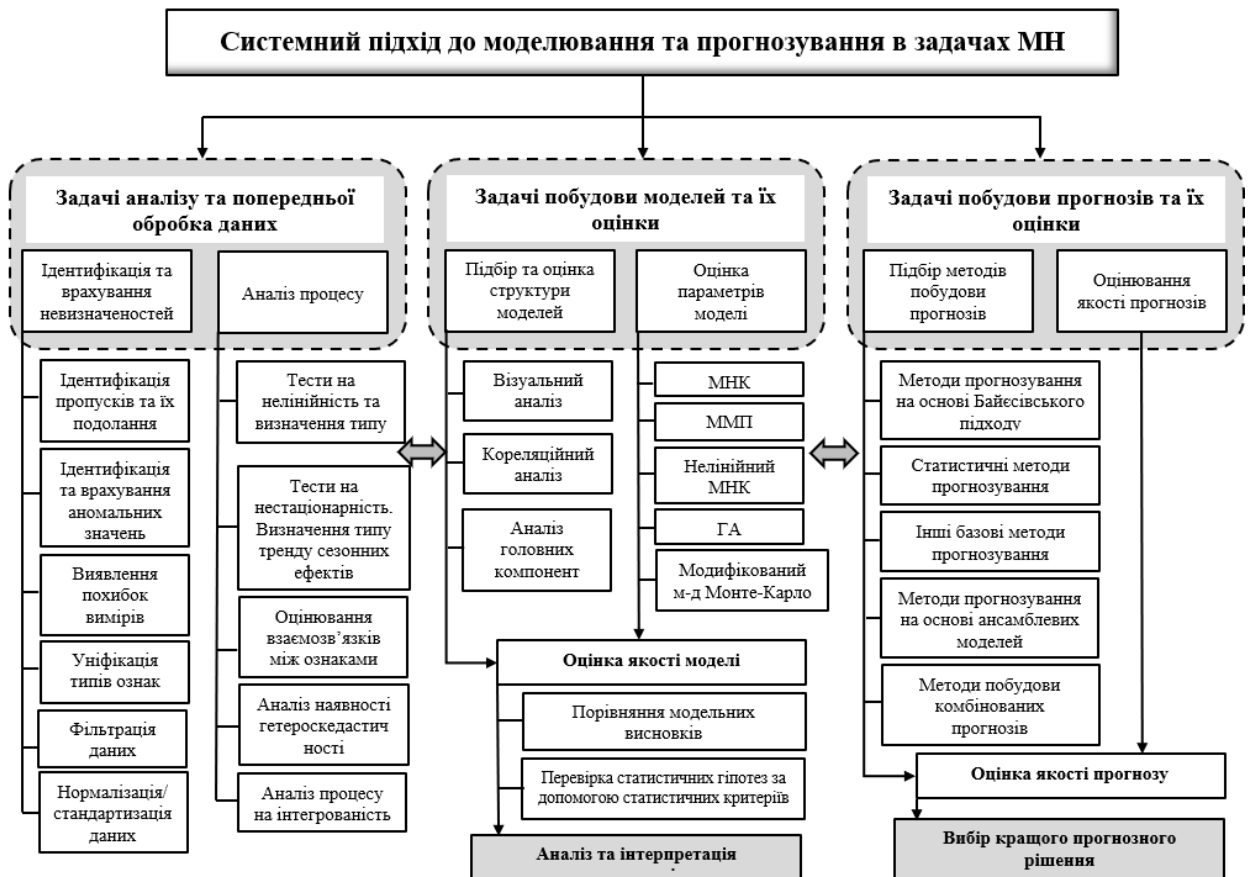 Системний підхід до моделювання та прогнозування в задачах МН
Задачі аналізу та попередньої
обробка даних
Ідентифікація та
врахування
невизначеностей
Аналіз процесу
Ідентифікація
пропусків та їх
подолання
Ідентифікація
та врахування
аномальних
значень
Виявлення
похибок
вимірів
Уніфікація
типів ознак
Фільтрація
даних
Нормалізація/
стандартизація
даних
Тести на
нелінійність та
визначення типу
Тести на
нестаціонарність.
Визначення типу
тренду сезонних
ефектів
Оцінювання
взаємозв’язків
між ознаками
Аналіз наявності
гетероскедастич
ності
Аналіз процесу
на інтегрованість
Задачі побудови моделей та їх
оцінки
Підбір та оцінка
структури
моделей
Оцінка
параметрів
моделі
Візуальний
аналіз
Кореляційний
аналіз
Аналіз
головних
компонент
МНК
ММП
Нелінійний
МНК
ГА
Модифікований
м-д Монте-Карло
Оцінка якості моделі
Порівняння модельних
висновків
Перевірка статистичних гіпотез за
допомогою статистичних критеріїв
Аналіз та інтерпретація
Задачі побудови прогнозів та їх
оцінки
Підбір методів
побудови
прогнозів
Оцінювання
якості прогнозів
Методи прогнозування
на основі Байєсівського
підходу
Статистичні методи
прогнозування
Інші базові методи
прогнозування
Методи прогнозування
на основі ансамблевих
моделей
Методи побудови
комбінованих
прогнозів
Оцінка якості прогнозу
Вибір кращого прогнозного
рішення